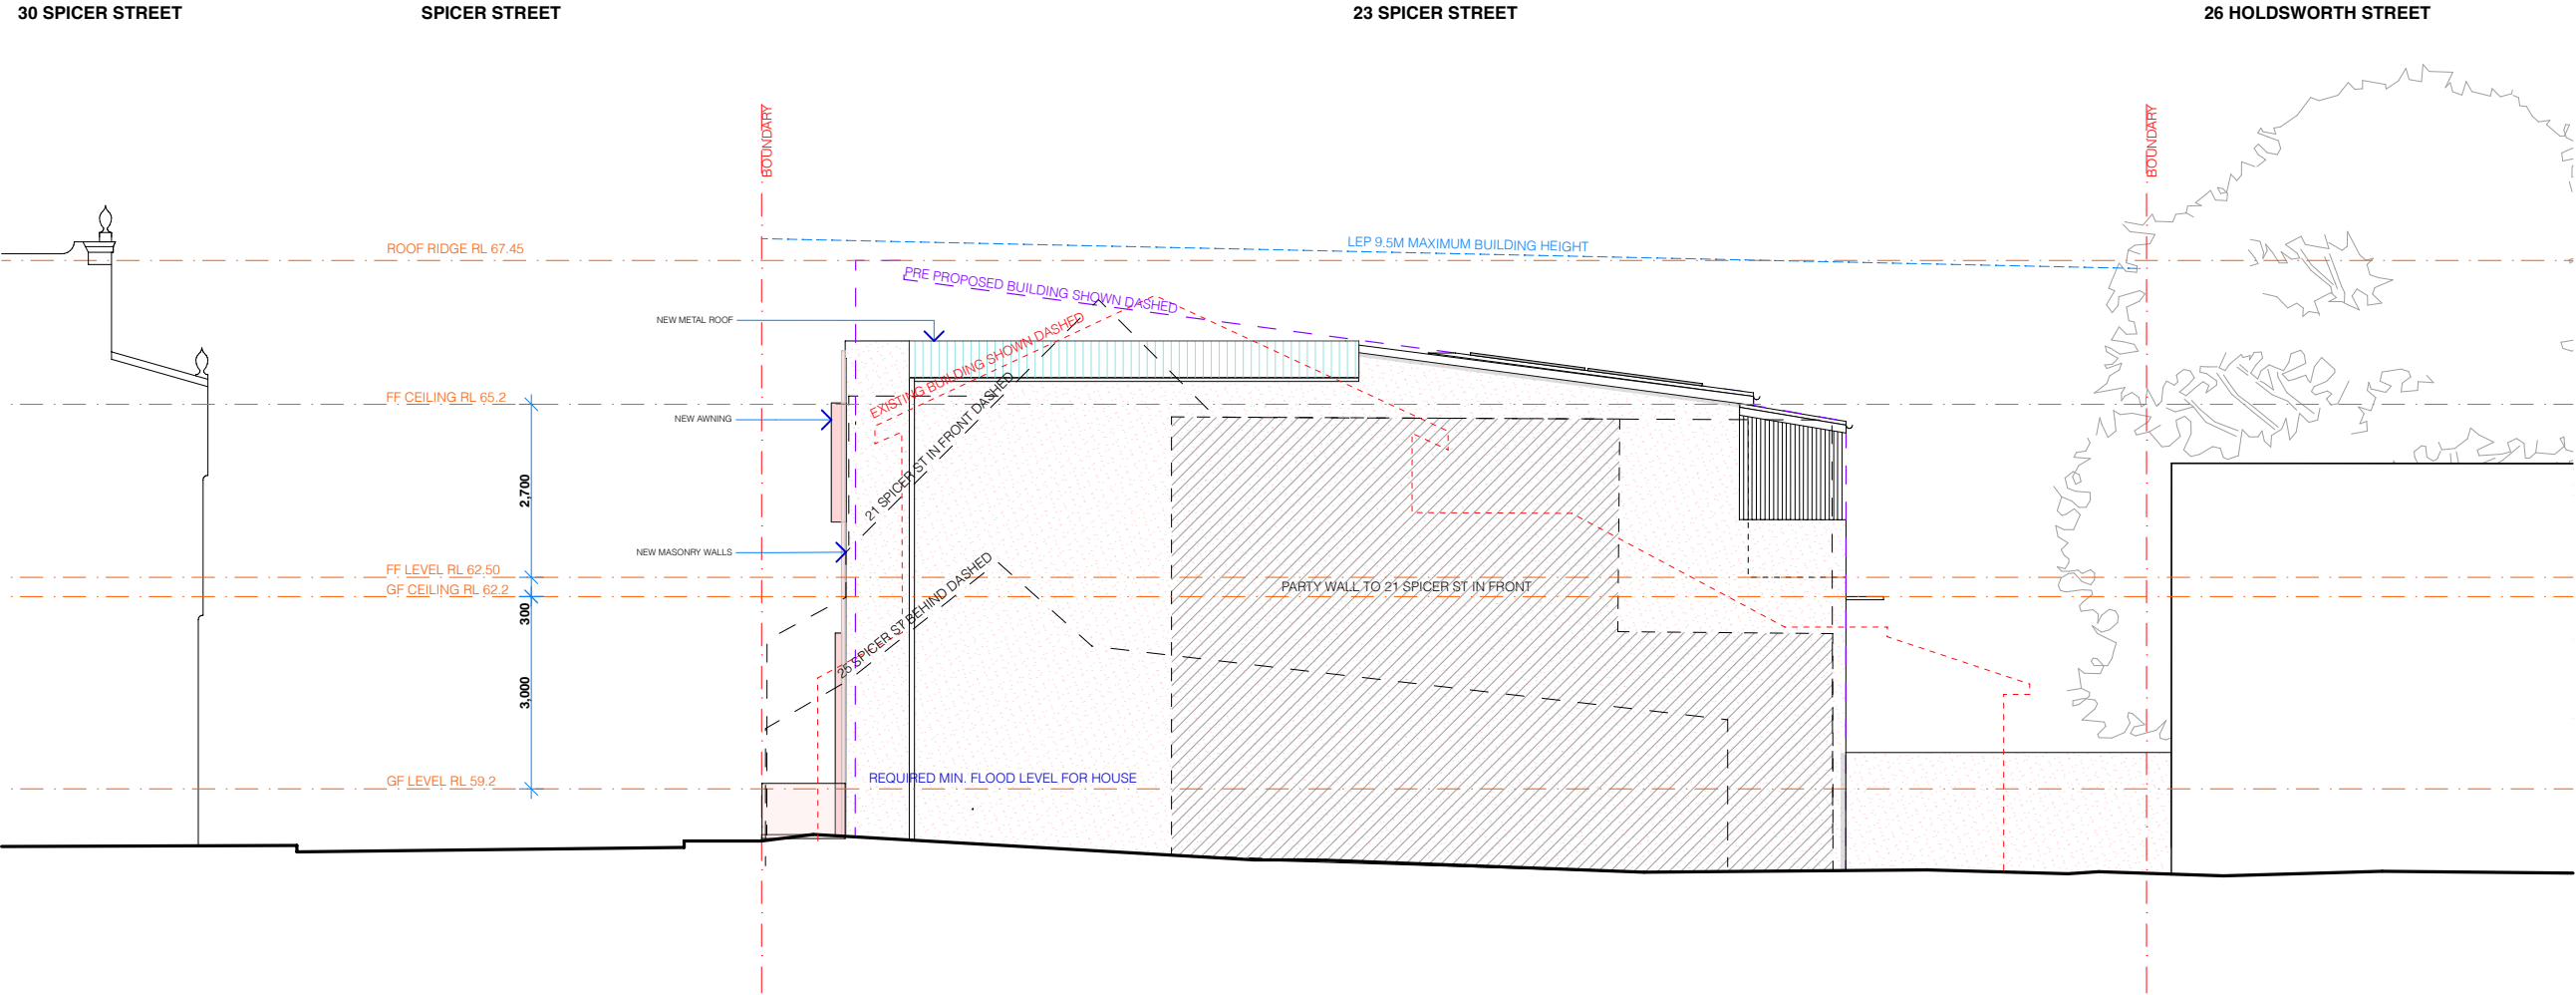 30 SPICER STREET
SPICER STREET
23 SPICER STREET
26 HOLDSWORTH STREET
BOUNDARY
BOUNDARY
LEP 9.5M MAXIMUM BUILDING HEIGHT
ROOF RIDGE RL 67.45
PRE PROPOSED BUILDING SHOWN DASHED
NEW METAL ROOF
EXISTING BUILDING SHOWN DASHED
FF CEILING RL 65.2
NEW AWNING
21 SPICER ST IN FRONT DASHED
2,700
NEW MASONRY WALLS
FF LEVEL RL 62.50
GF CEILING RL 62.2
PARTY WALL TO 21 SPICER ST IN FRONT
300
25 SPICER ST BEHIND DASHED
3,000
GF LEVEL RL 59.2
REQUIRED MIN. FLOOD LEVEL FOR HOUSE